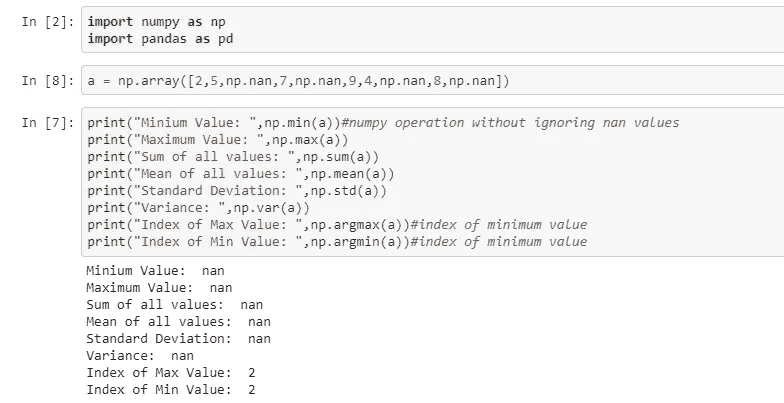 In [2]: import numpy as np
import pandas as pd
In [8]: a = np.array([2,5,np.nan,7,np.nan,9,4,np.nan,8,np.nan])
In [7]: print("Minium Value: ",np.min(a))#numpy operation without ignoring nan values
print("Maximum Value: ",np.max(a))
print("Sum of all values: ",np.sum(a))
print("Mean of all values: ",np.mean(a))
print("Standard Deviation: ",np.std(a))
print("Variance: ",np.var(a))
print("Index of Max Value: ",np.argmax(a))#index of minimum value
print("Index of Min Value: ",np.argmin(a))#index of minimum value
Minium Value:  nan
Maximum Value:  nan
Sum of all values:  nan
Mean of all values:  nan
Standard Deviation:  nan
Variance:  nan
Index of Max Value:  2
Index of Min Value:  2